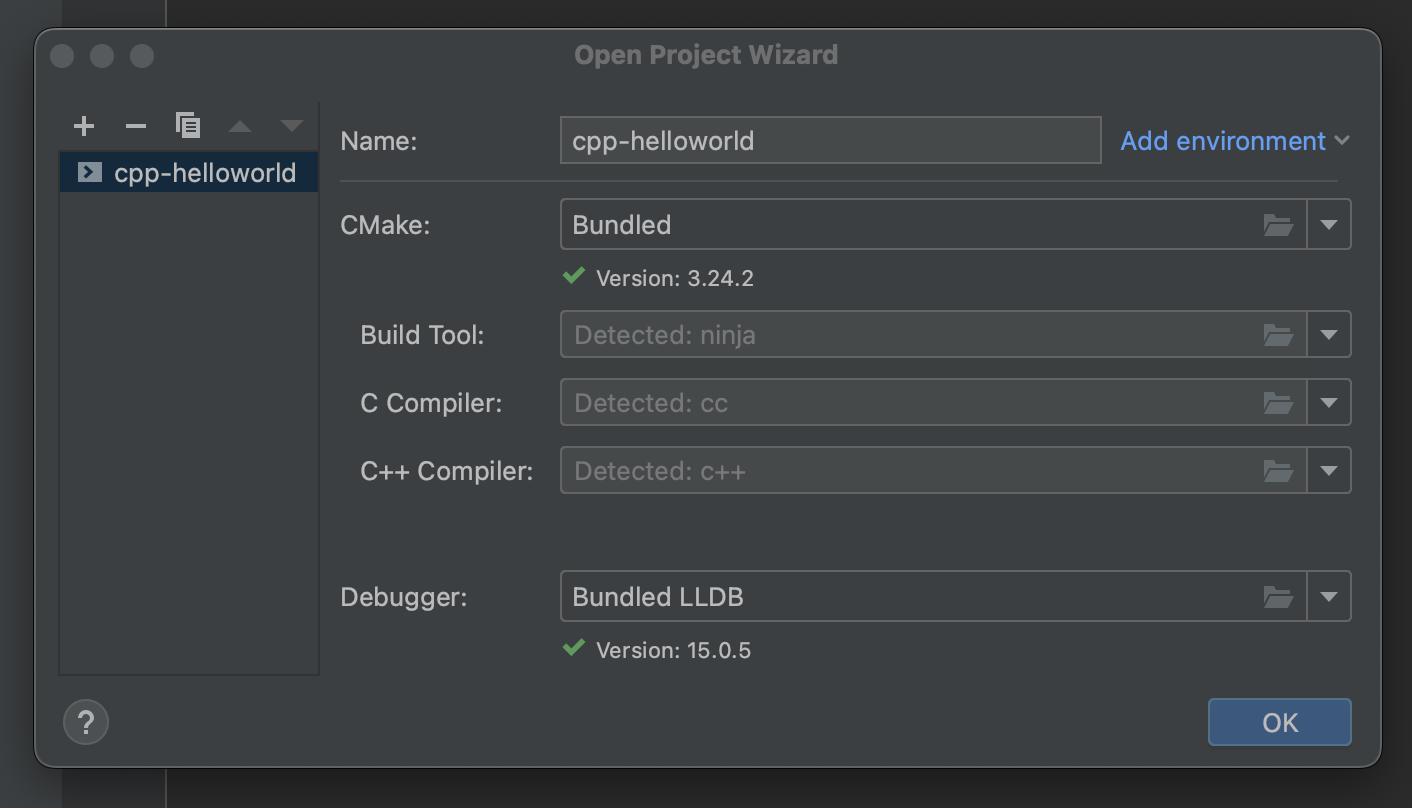 Open Project Wizard
cpp-helloworld
Name: cpp-helloworld Add environment
CMake: Bundled
Version: 3.24.2
Build Tool: Detected: ninja
C Compiler: Detected: cc
C++ Compiler: Detected: c++
Debugger: Bundled LLDB
Version: 15.0.5
? OK